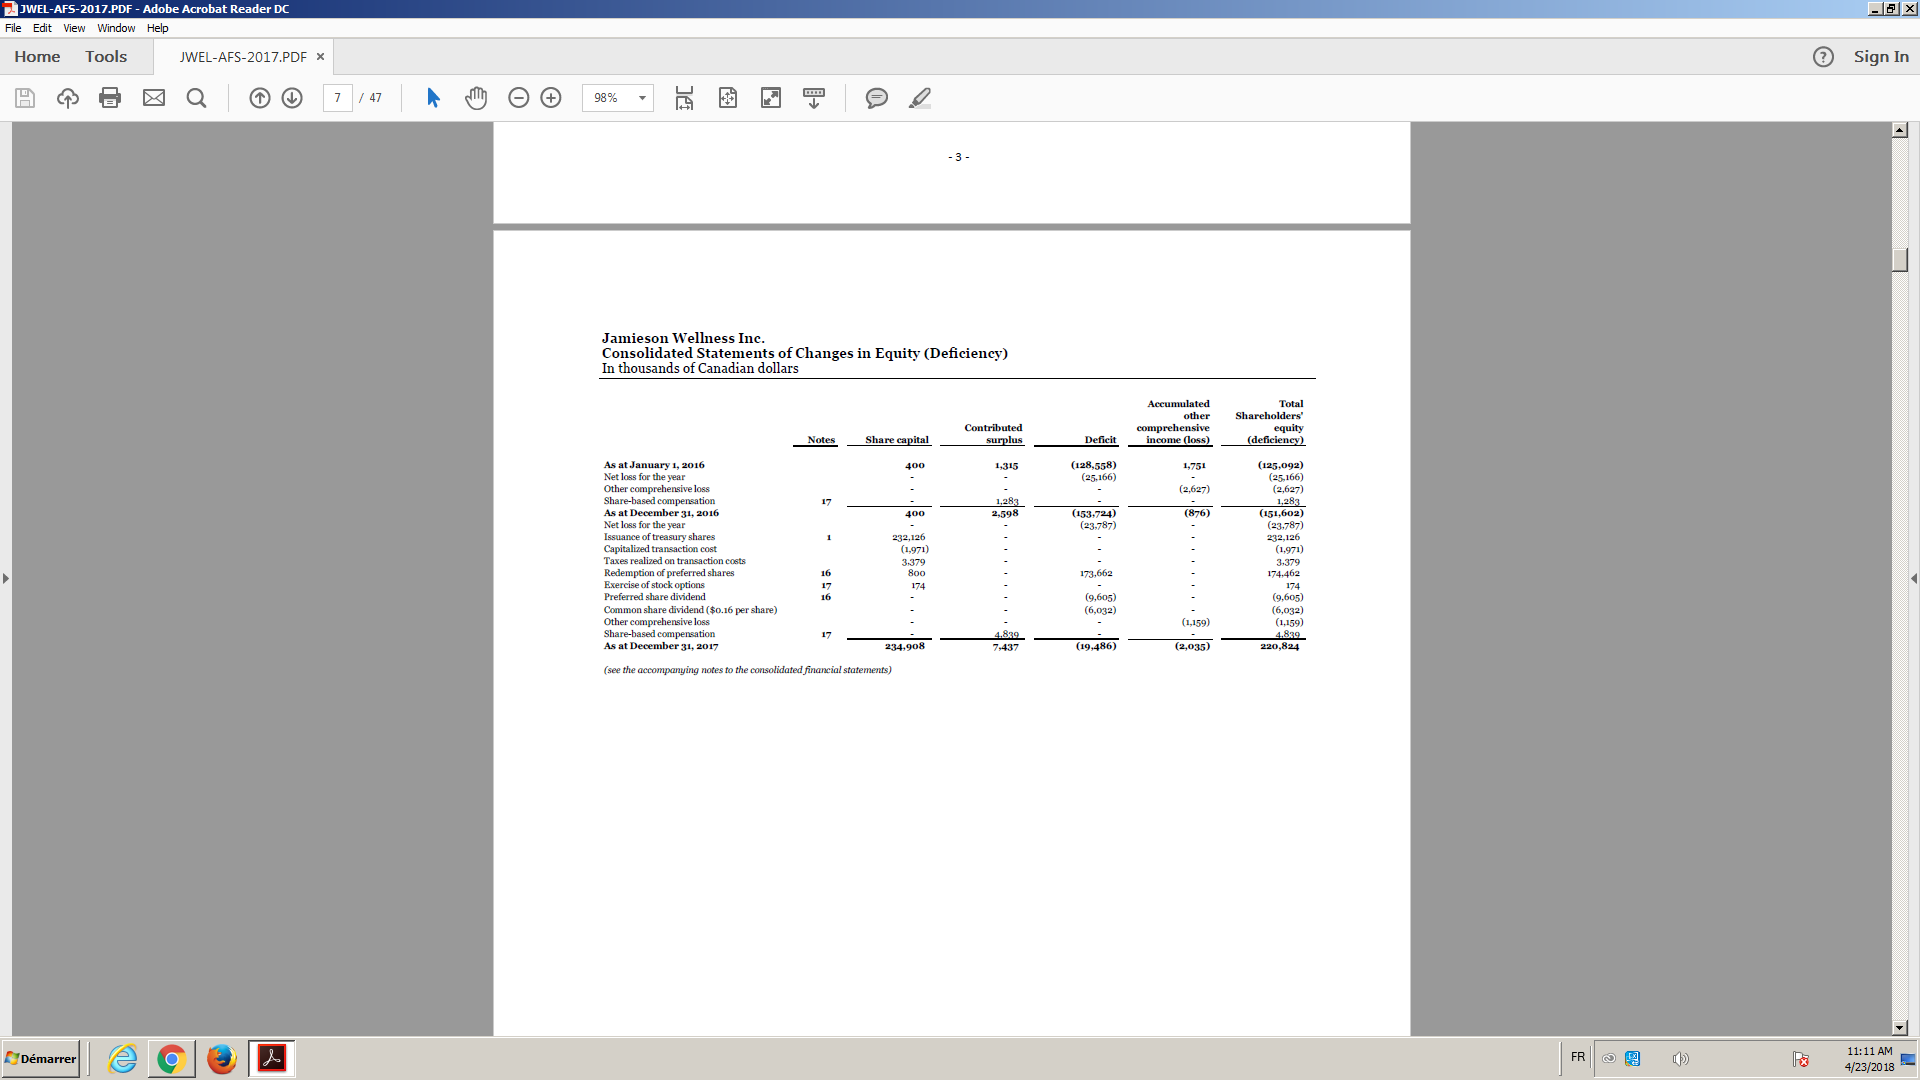 JWEL-AFS-2017.PDF - Adobe Acrobat Reader DC
File Edit View Window Help
Home Tools JWEL-AFS-2017.PDF × Sign In
7 / 47 98%
- 3 -
Jamieson Wellness Inc.
Consolidated Statements of Changes in Equity (Deficiency)
In thousands of Canadian dollars
Notes Share capital Contributed surplus Deficit Accumulated other comprehensive income (loss) Total Shareholders' equity (deficiency)
As at January 1, 2016 400 1,315 (128,558) 1,751 (125,092)
Net loss for the year - - (25,166) - (25,166)
Other comprehensive loss - - - (2,627) (2,627)
Share-based compensation 17 - 1,283 - - 1,283
As at December 31, 2016 400 2,598 (153,724) (876) (151,602)
Net loss for the year - - (23,787) - (23,787)
Issuance of treasury shares 1 232,126 - - - 232,126
Capitalized transaction cost (1,971) - - - (1,971)
Taxes realized on transaction costs 3,379 - - - 3,379
Redemption of preferred shares 16 800 - 173,662 - 174,462
Exercise of stock options 17 174 - - - 174
Preferred share dividend 16 - - (9,605) - (9,605)
Common share dividend ($0.16 per share) - - (6,032) - (6,032)
Other comprehensive loss - - - (1,159) (1,159)
Share-based compensation 17 - 4,839 - - 4,839
As at December 31, 2017 234,908 7,437 (19,486) (2,035) 220,824
(see the accompanying notes to the consolidated financial statements)
Démarrer FR 11:11 AM
4/23/2018